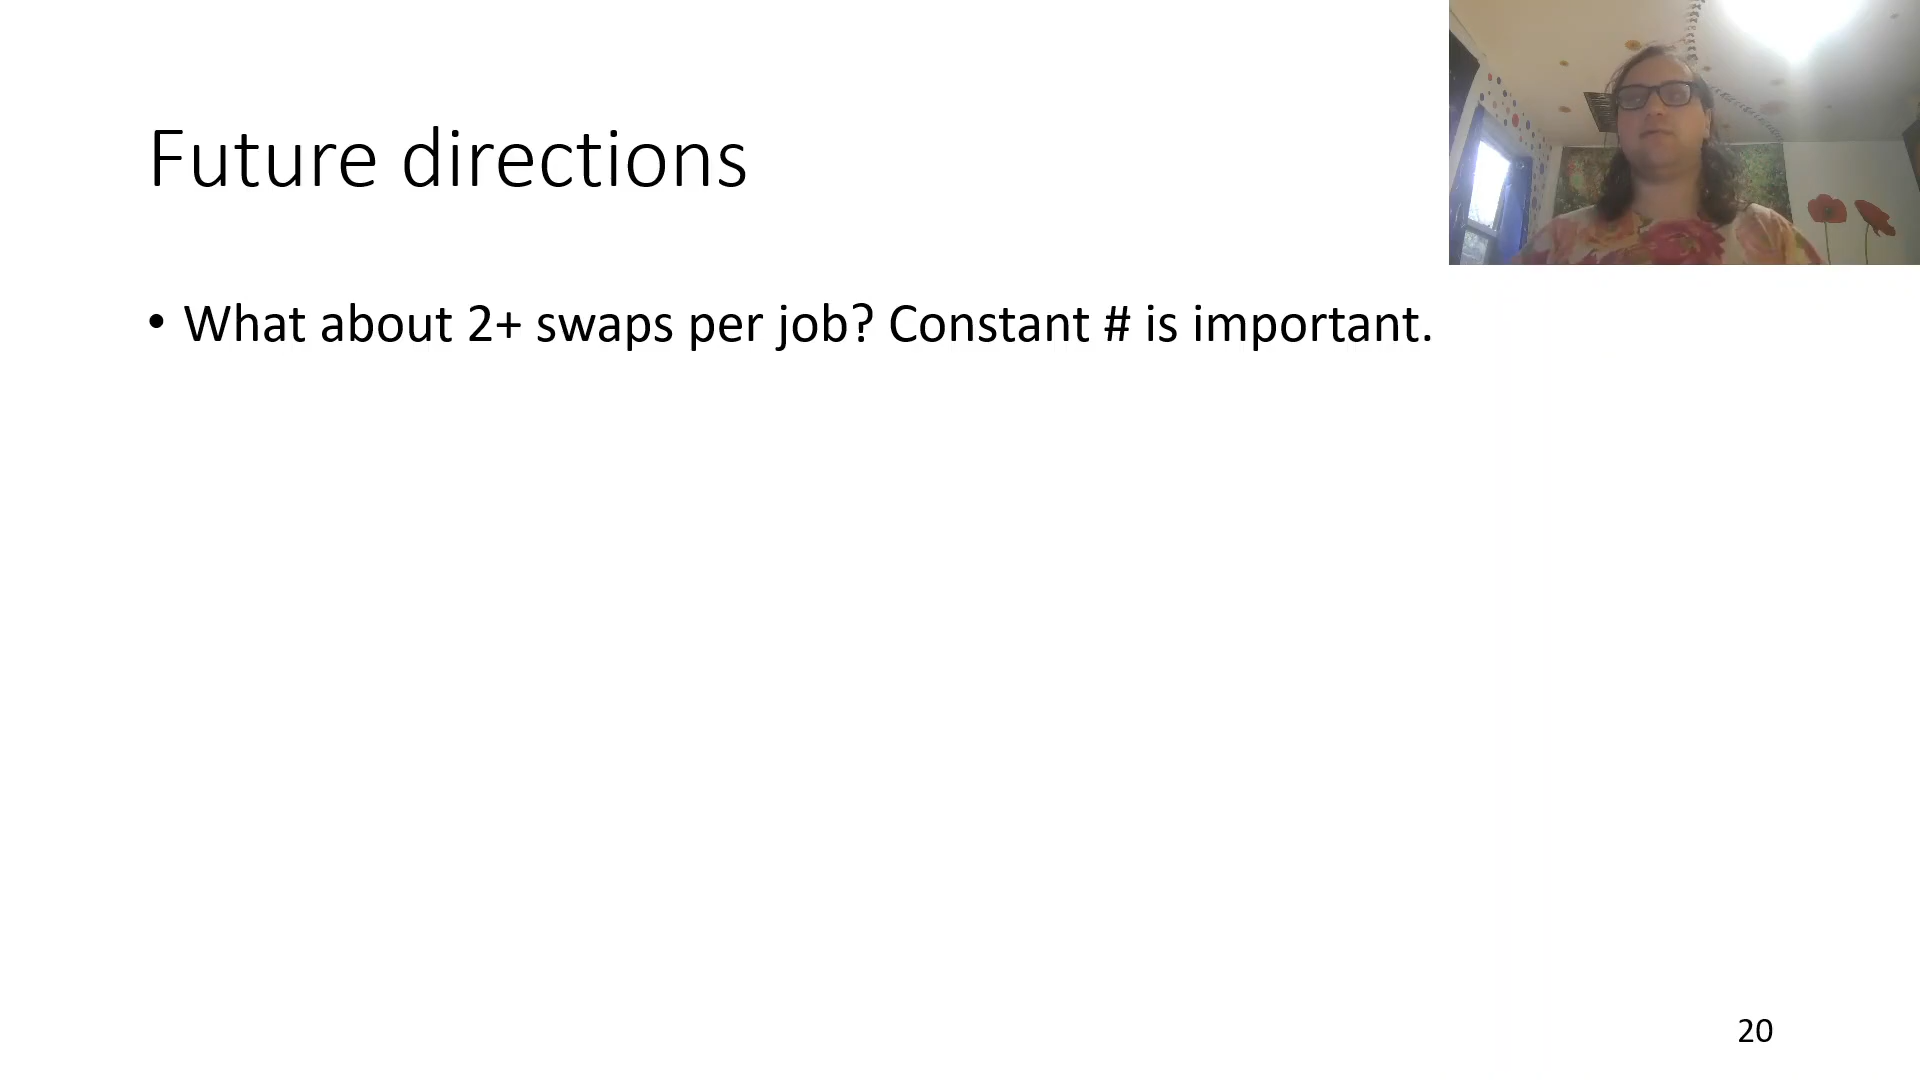 Future directions
• What about 2+ swaps per job? Constant # is important.
20